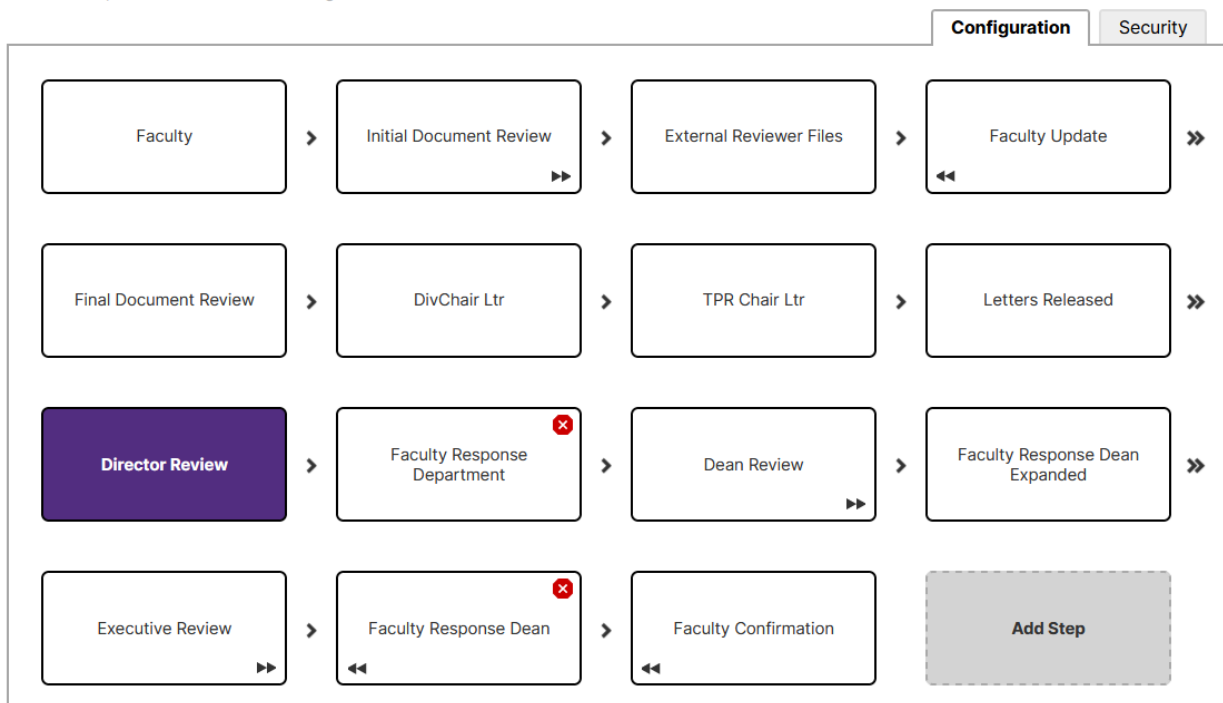 Configuration
Security
Faculty
Initial Document Review
External Reviewer Files
Faculty Update
Final Document Review
DivChair Ltr
TPR Chair Ltr
Letters Released
Director Review
Faculty Response
Department
Dean Review
Faculty Response Dean
Expanded
Executive Review
Faculty Response Dean
Faculty Confirmation
Add Step